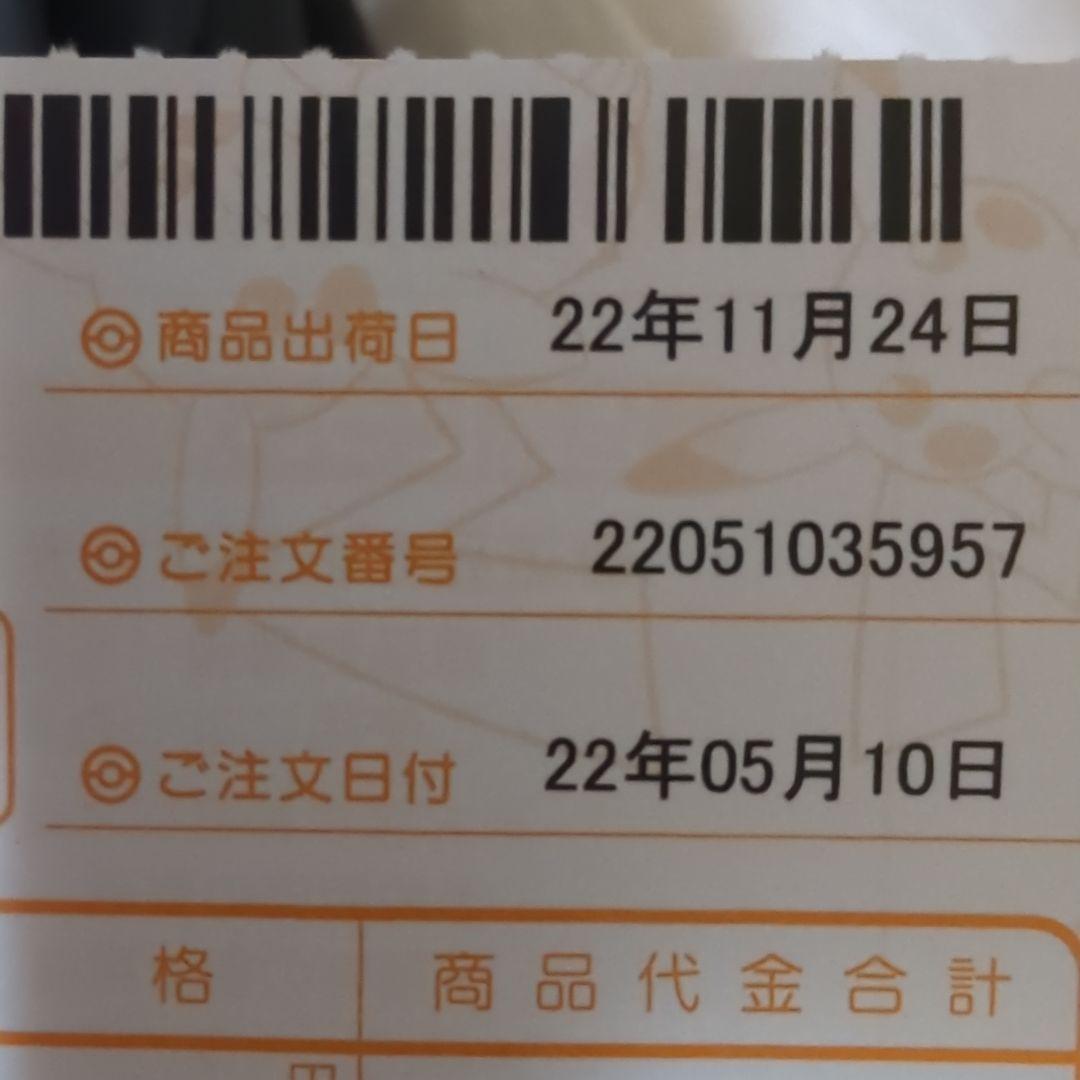 商品出荷日 22年11月24日
ご注文番号 22051035957
ご注文日付 22年05月10日
格 商品代金合計
円